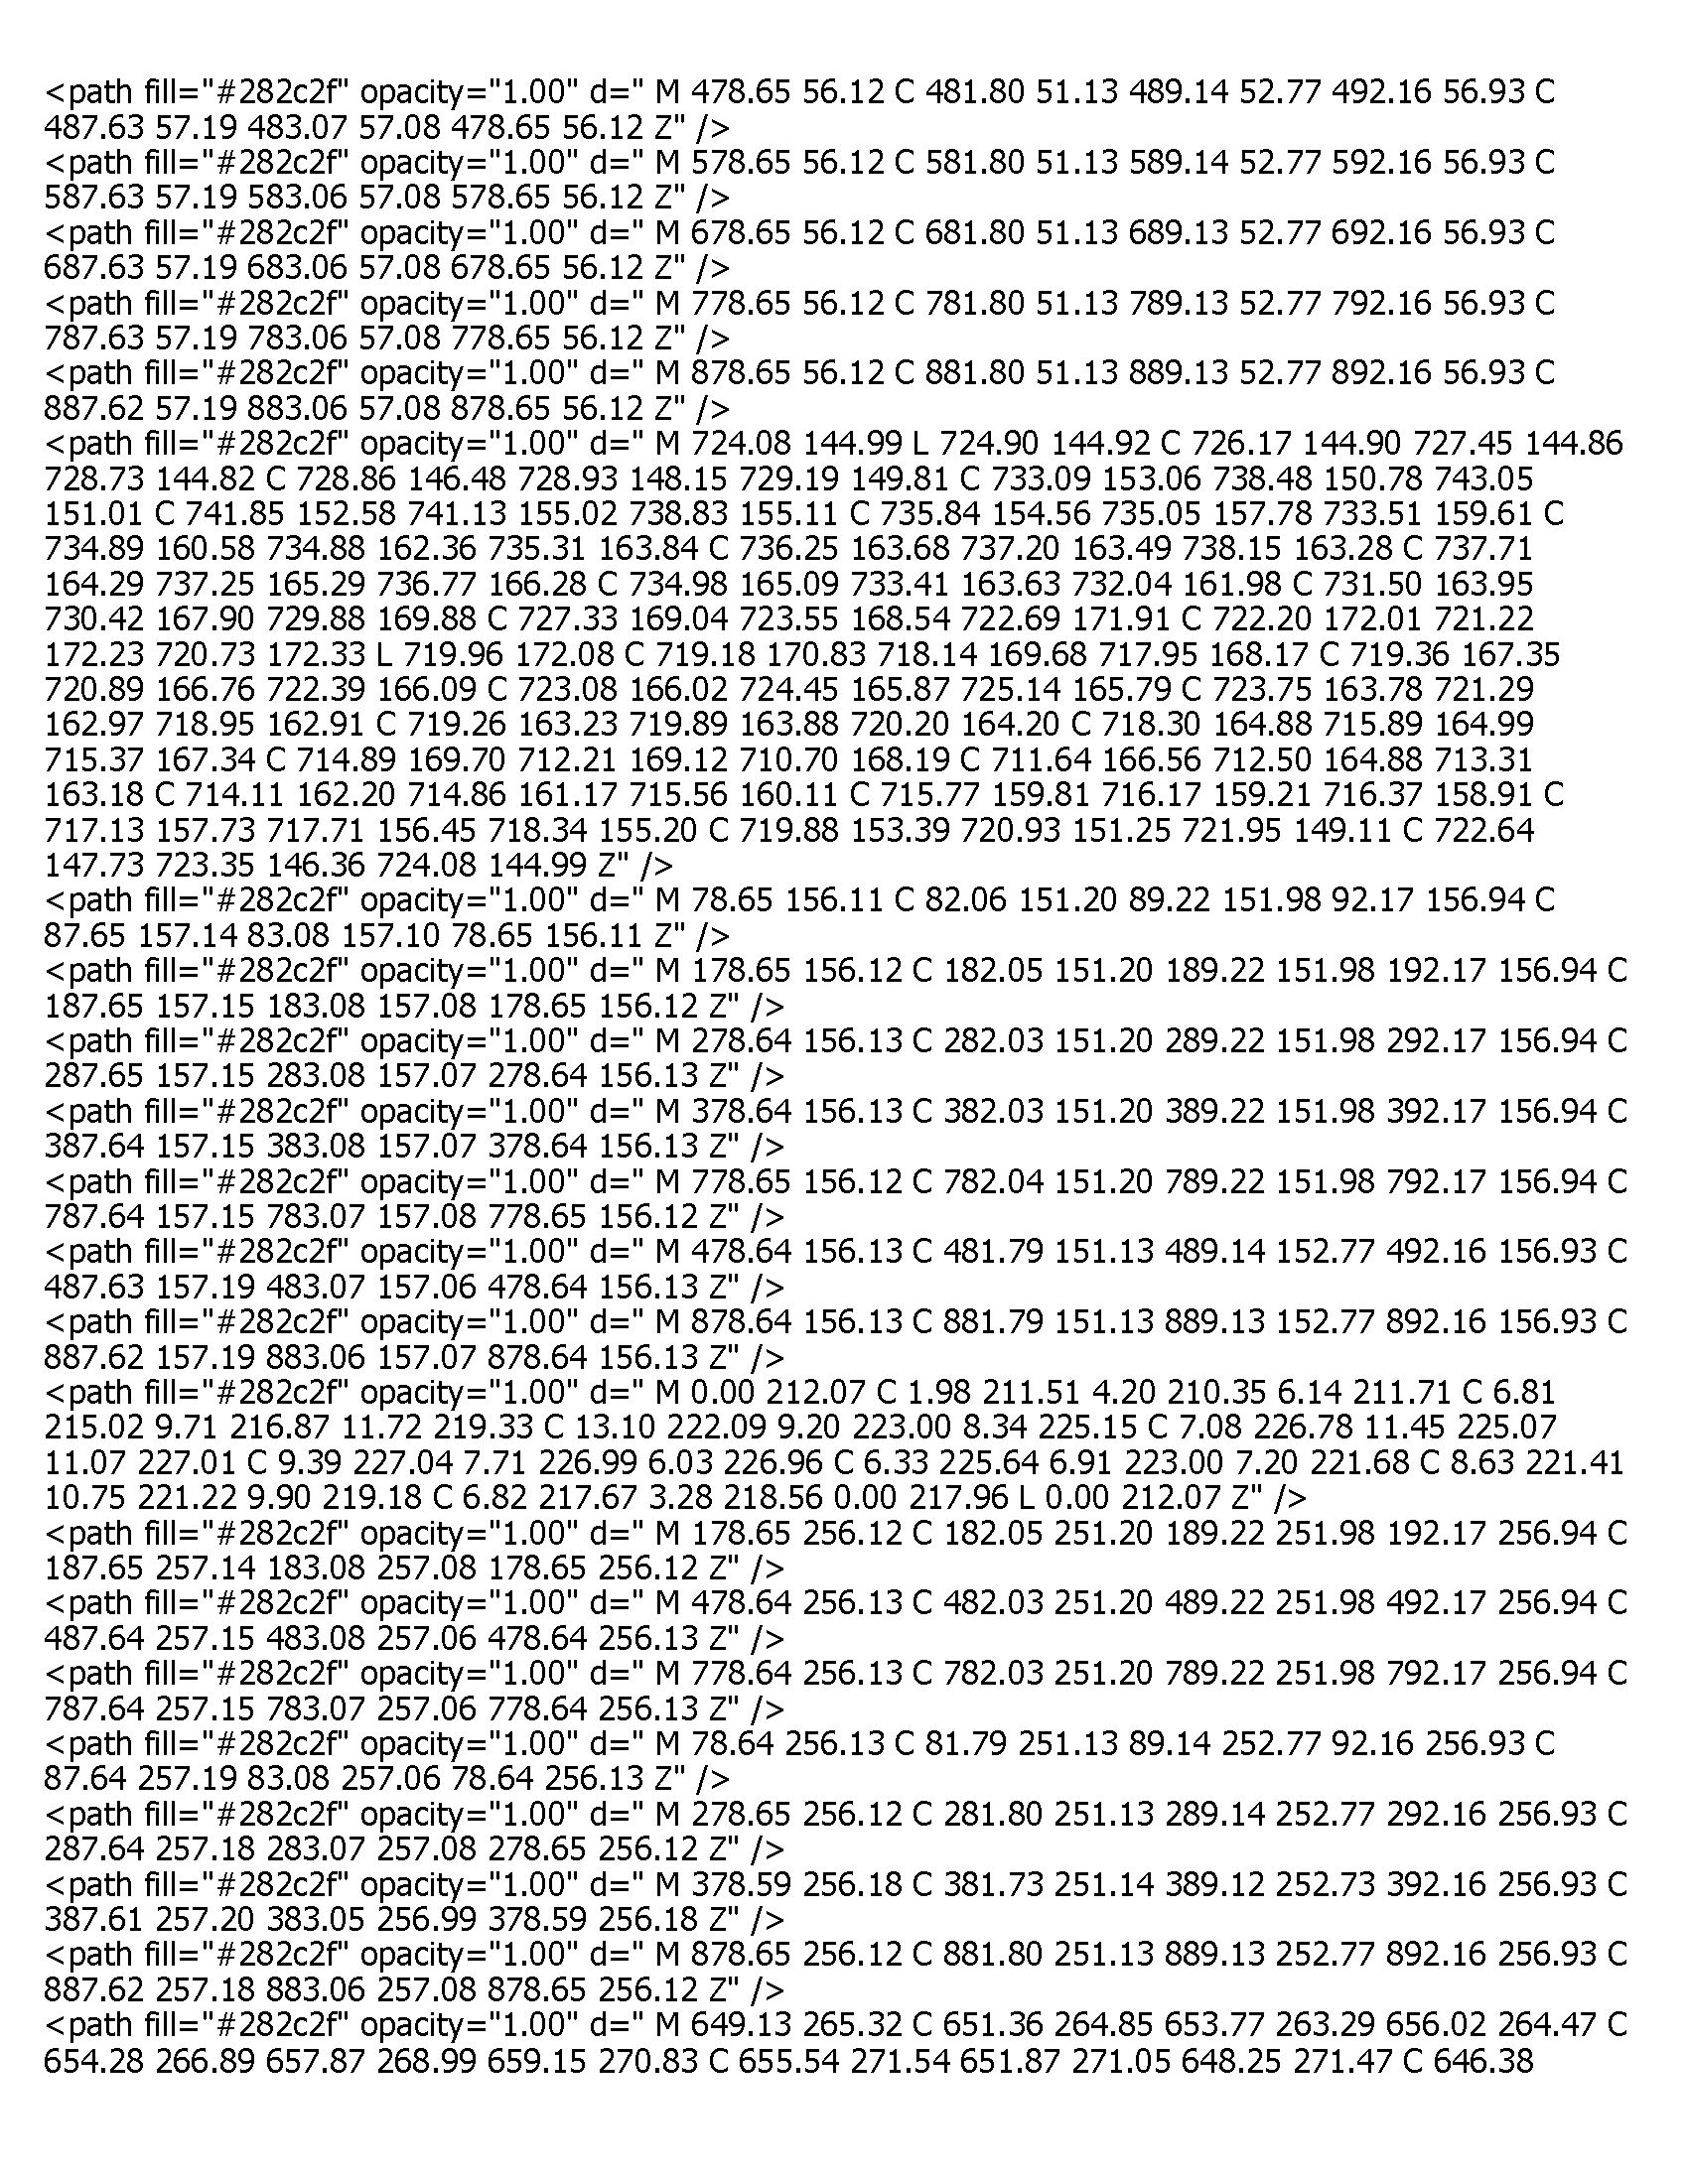 <path fill="#282c2f" opacity="1.00" d=" M 478.65 56.12 C 481.80 51.13 489.14 52.77 492.16 56.93 C
487.63 57.19 483.07 57.08 478.65 56.12 Z" />
<path fill="#282c2f" opacity="1.00" d=" M 578.65 56.12 C 581.80 51.13 589.14 52.77 592.16 56.93 C
587.63 57.19 583.06 57.08 578.65 56.12 Z" />
<path fill="#282c2f" opacity="1.00" d=" M 678.65 56.12 C 681.80 51.13 689.13 52.77 692.16 56.93 C
687.63 57.19 683.06 57.08 678.65 56.12 Z" />
<path fill="#282c2f" opacity="1.00" d=" M 778.65 56.12 C 781.80 51.13 789.13 52.77 792.16 56.93 C
787.63 57.19 783.06 57.08 778.65 56.12 Z" />
<path fill="#282c2f" opacity="1.00" d=" M 878.65 56.12 C 881.80 51.13 889.13 52.77 892.16 56.93 C
887.62 57.19 883.06 57.08 878.65 56.12 Z" />
<path fill="#282c2f" opacity="1.00" d=" M 724.08 144.99 L 724.90 144.92 C 726.17 144.90 727.45 144.86
728.73 144.82 C 728.86 146.48 728.93 148.15 729.19 149.81 C 733.09 153.06 738.48 150.78 743.05
151.01 C 741.85 152.58 741.13 155.02 738.83 155.11 C 735.84 154.56 735.05 157.78 733.51 159.61 C
734.89 160.58 734.88 162.36 735.31 163.84 C 736.25 163.68 737.20 163.49 738.15 163.28 C 737.71
164.29 737.25 165.29 736.77 166.28 C 734.98 165.09 733.41 163.63 732.04 161.98 C 731.50 163.95
730.42 167.90 729.88 169.88 C 727.33 169.04 723.55 168.54 722.69 171.91 C 722.20 172.01 721.22
172.23 720.73 172.33 L 719.96 172.08 C 719.18 170.83 718.14 169.68 717.95 168.17 C 719.36 167.35
720.89 166.76 722.39 166.09 C 723.08 166.02 724.45 165.87 725.14 165.79 C 723.75 163.78 721.29
162.97 718.95 162.91 C 719.26 163.23 719.89 163.88 720.20 164.20 C 718.30 164.88 715.89 164.99
715.37 167.34 C 714.89 169.70 712.21 169.12 710.70 168.19 C 711.64 166.56 712.50 164.88 713.31
163.18 C 714.11 162.20 714.86 161.17 715.56 160.11 C 715.77 159.81 716.17 159.21 716.37 158.91 C
717.13 157.73 717.71 156.45 718.34 155.20 C 719.88 153.39 720.93 151.25 721.95 149.11 C 722.64
147.73 723.35 146.36 724.08 144.99 Z" />
<path fill="#282c2f" opacity="1.00" d=" M 78.65 156.11 C 82.06 151.20 89.22 151.98 92.17 156.94 C
87.65 157.14 83.08 157.10 78.65 156.11 Z" />
<path fill="#282c2f" opacity="1.00" d=" M 178.65 156.12 C 182.05 151.20 189.22 151.98 192.17 156.94 C
187.65 157.15 183.08 157.08 178.65 156.12 Z" />
<path fill="#282c2f" opacity="1.00" d=" M 278.64 156.13 C 282.03 151.20 289.22 151.98 292.17 156.94 C
287.65 157.15 283.08 157.07 278.64 156.13 Z" />
<path fill="#282c2f" opacity="1.00" d=" M 378.64 156.13 C 382.03 151.20 389.22 151.98 392.17 156.94 C
387.64 157.15 383.08 157.07 378.64 156.13 Z" />
<path fill="#282c2f" opacity="1.00" d=" M 778.65 156.12 C 782.04 151.20 789.22 151.98 792.17 156.94 C
787.64 157.15 783.07 157.08 778.65 156.12 Z" />
<path fill="#282c2f" opacity="1.00" d=" M 478.64 156.13 C 481.79 151.13 489.14 152.77 492.16 156.93 C
487.63 157.19 483.07 157.06 478.64 156.13 Z" />
<path fill="#282c2f" opacity="1.00" d=" M 878.64 156.13 C 881.79 151.13 889.13 152.77 892.16 156.93 C
887.62 157.19 883.06 157.07 878.64 156.13 Z" />
<path fill="#282c2f" opacity="1.00" d=" M 0.00 212.07 C 1.98 211.51 4.20 210.35 6.14 211.71 C 6.81
215.02 9.71 216.87 11.72 219.33 C 13.10 222.09 9.20 223.00 8.34 225.15 C 7.08 226.78 11.45 225.07
11.07 227.01 C 9.39 227.04 7.71 226.99 6.03 226.96 C 6.33 225.64 6.91 223.00 7.20 221.68 C 8.63 221.41
10.75 221.22 9.90 219.18 C 6.82 217.67 3.28 218.56 0.00 217.96 L 0.00 212.07 Z" />
<path fill="#282c2f" opacity="1.00" d=" M 178.65 256.12 C 182.05 251.20 189.22 251.98 192.17 256.94 C
187.65 257.14 183.08 257.08 178.65 256.12 Z" />
<path fill="#282c2f" opacity="1.00" d=" M 478.64 256.13 C 482.03 251.20 489.22 251.98 492.17 256.94 C
487.64 257.15 483.08 257.06 478.64 256.13 Z" />
<path fill="#282c2f" opacity="1.00" d=" M 778.64 256.13 C 782.03 251.20 789.22 251.98 792.17 256.94 C
787.64 257.15 783.07 257.06 778.64 256.13 Z" />
<path fill="#282c2f" opacity="1.00" d=" M 78.64 256.13 C 81.79 251.13 89.14 252.77 92.16 256.93 C
87.64 257.19 83.08 257.06 78.64 256.13 Z" />
<path fill="#282c2f" opacity="1.00" d=" M 278.65 256.12 C 281.80 251.13 289.14 252.77 292.16 256.93 C
287.64 257.18 283.07 257.08 278.65 256.12 Z" />
<path fill="#282c2f" opacity="1.00" d=" M 378.59 256.18 C 381.73 251.14 389.12 252.73 392.16 256.93 C
387.61 257.20 383.05 256.99 378.59 256.18 Z" />
<path fill="#282c2f" opacity="1.00" d=" M 878.65 256.12 C 881.80 251.13 889.13 252.77 892.16 256.93 C
887.62 257.18 883.06 257.08 878.65 256.12 Z" />
<path fill="#282c2f" opacity="1.00" d=" M 649.13 265.32 C 651.36 264.85 653.77 263.29 656.02 264.47 C
654.28 266.89 657.87 268.99 659.15 270.83 C 655.54 271.54 651.87 271.05 648.25 271.47 C 646.38